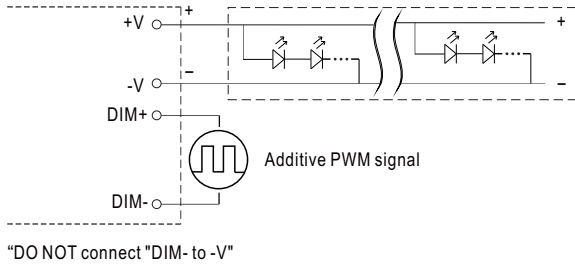 +V + +
-V – –
DIM+
Additive PWM signal
DIM-
“DO NOT connect "DIM- to -V"